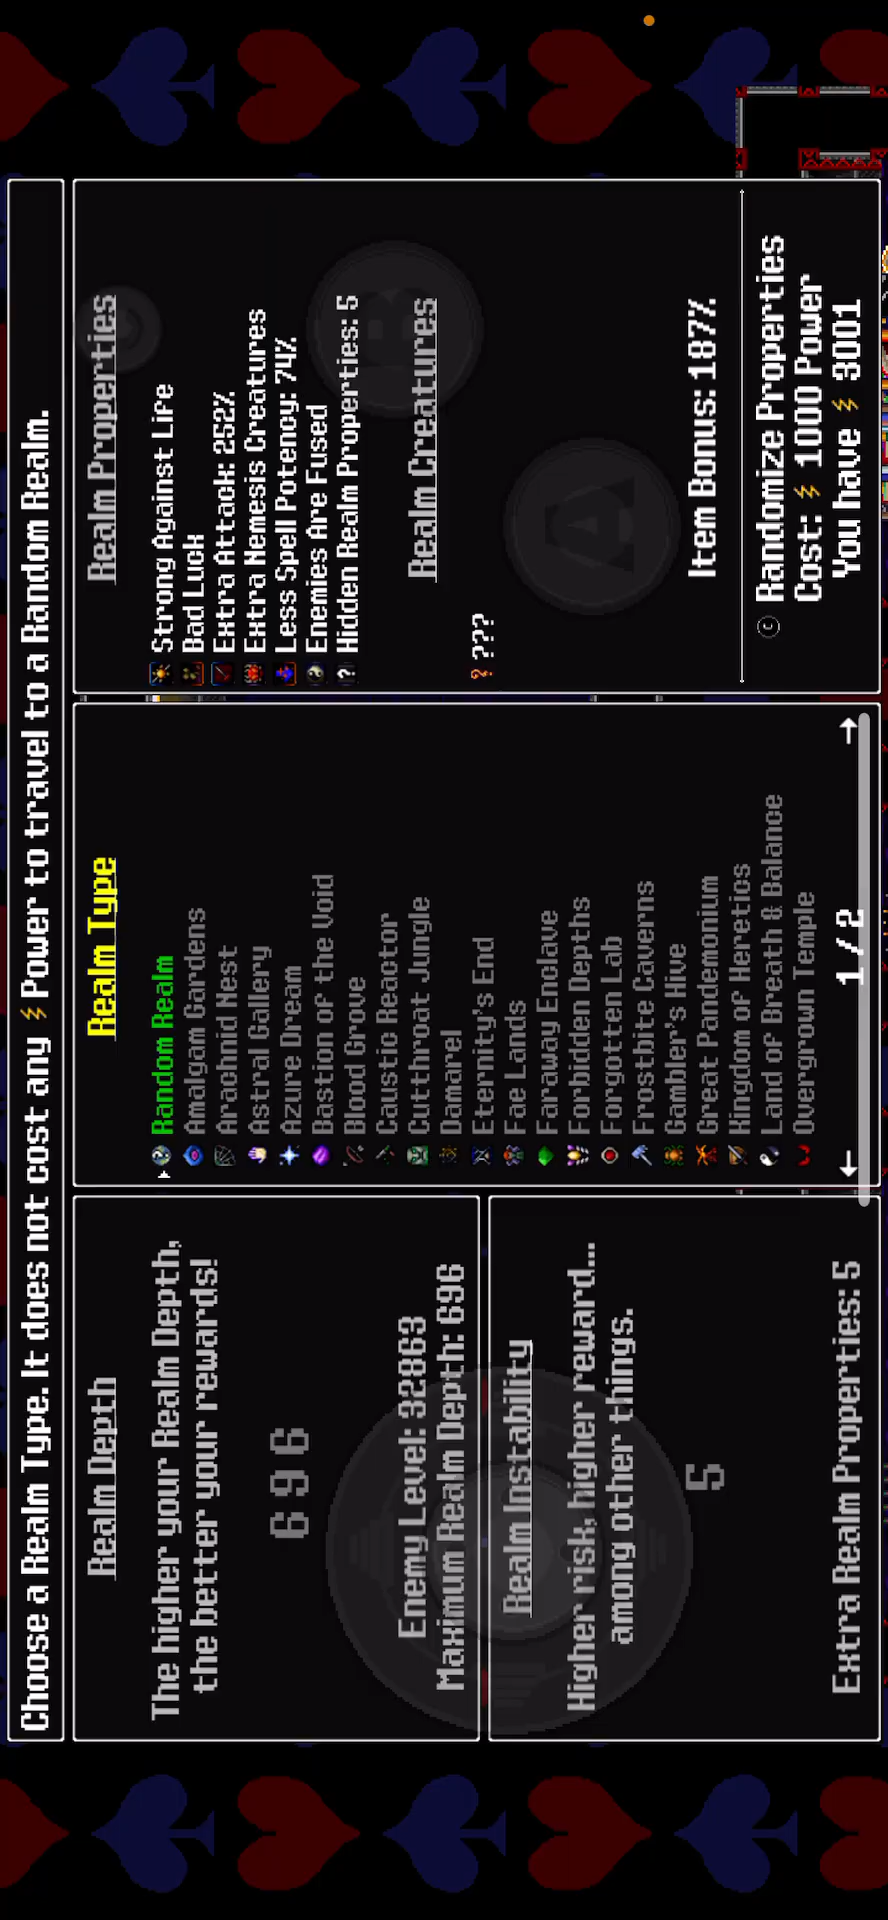 Choose a Realm Type. It does not cost any Power to travel to a Random Realm.
Realm Depth
The higher your Realm Depth,
the better your rewards!
696
Enemy Level: 32863
Maximum Realm Depth: 696
Realm Instability
Higher risk, higher reward...
among other things.
5
Extra Realm Properties: 5
Realm Type
Random Realm
Amalgam Gardens
Arachnid Nest
Astral Gallery
Azure Dream
Bastion of the Void
Blood Grove
Caustic Reactor
Cutthroat Jungle
Damarel
Eternity's End
Fae Lands
Faraway Enclave
Forbidden Depths
Forgotten Lab
Frostbite Caverns
Gambler's Hive
Great Pandemonium
Kingdom of Heretics
Land of Breath & Balance
Overgrown Temple
1/2
Realm Properties
Strong Against Life
Bad Luck
Extra Attack: 252%
Extra Nemesis Creatures
Less Spell Potency: 74%
Enemies Are Fused
? Hidden Realm Properties: 5
Realm Creatures
? ???
Item Bonus: 187%
C Randomize Properties
Cost: 1000 Power
You have 3001
C
B
A